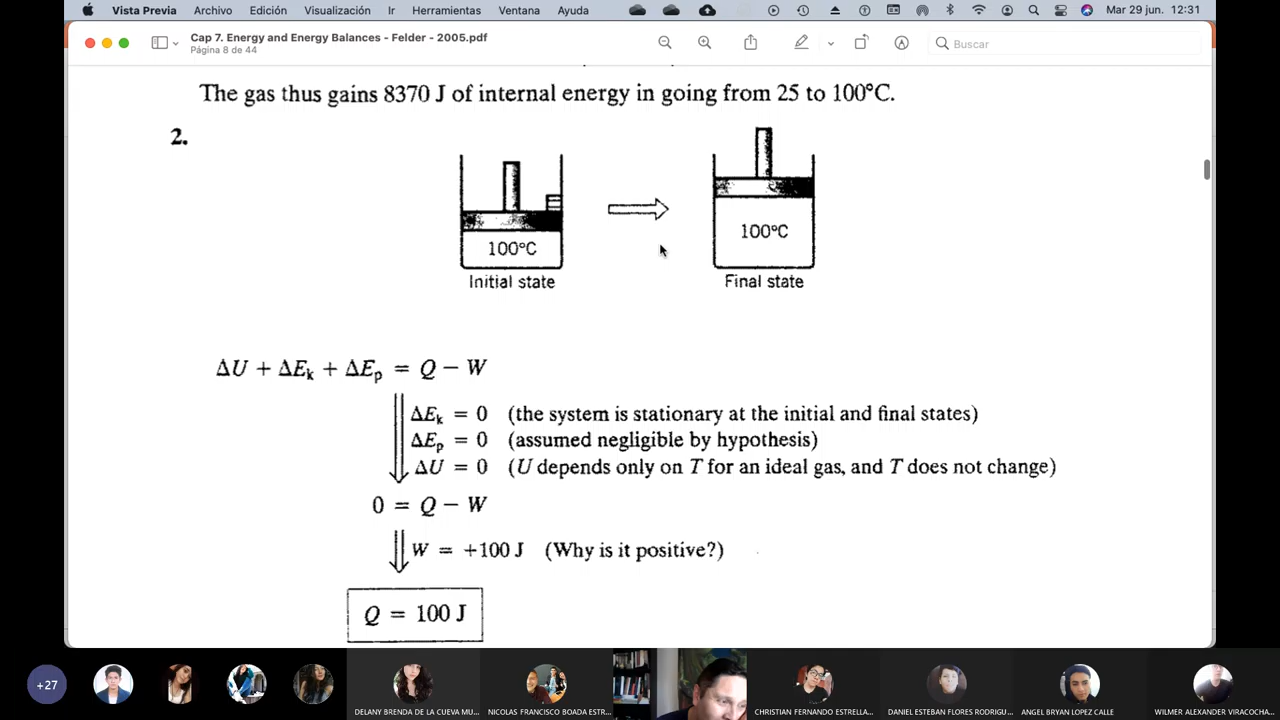 Vista Previa Archivo Edición Visualización Ir Herramientas Ventana Ayuda Mar 29 jun. 12:31
Cap 7. Energy and Energy Balances - Felder - 2005.pdf
Página 8 de 44
Buscar
The gas thus gains 8370 J of internal energy in going from 25 to 100°C.
2.
100°C 100°C
Initial state Final state
ΔU + ΔEk + ΔEp = Q − W
ΔEk = 0 (the system is stationary at the initial and final states)
ΔEp = 0 (assumed negligible by hypothesis)
ΔU = 0 (U depends only on T for an ideal gas, and T does not change)
0 = Q − W
W = +100 J (Why is it positive?)
Q = 100 J
+27
DELANY BRENDA DE LA CUEVA MU... NICOLAS FRANCISCO BOADA ESTR... CHRISTIAN FERNANDO ESTRELLA... DANIEL ESTEBAN FLORES RODRIGU... ANGEL BRYAN LOPEZ CALLE WILMER ALEXANDER VIRACOCHA...